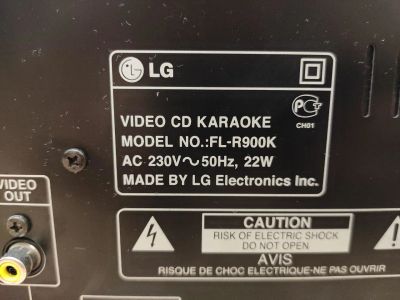 LG
VIDEO CD KARAOKE
MODEL NO.:FL-R900K
AC 230V~50Hz, 22W
MADE BY LG Electronics Inc.
CH01
VIDEO
OUT
CAUTION
RISK OF ELECTRIC SHOCK
DO NOT OPEN
AVIS
RISQUE DE CHOC ELECTRIQUE-NE PAS OUVRIR